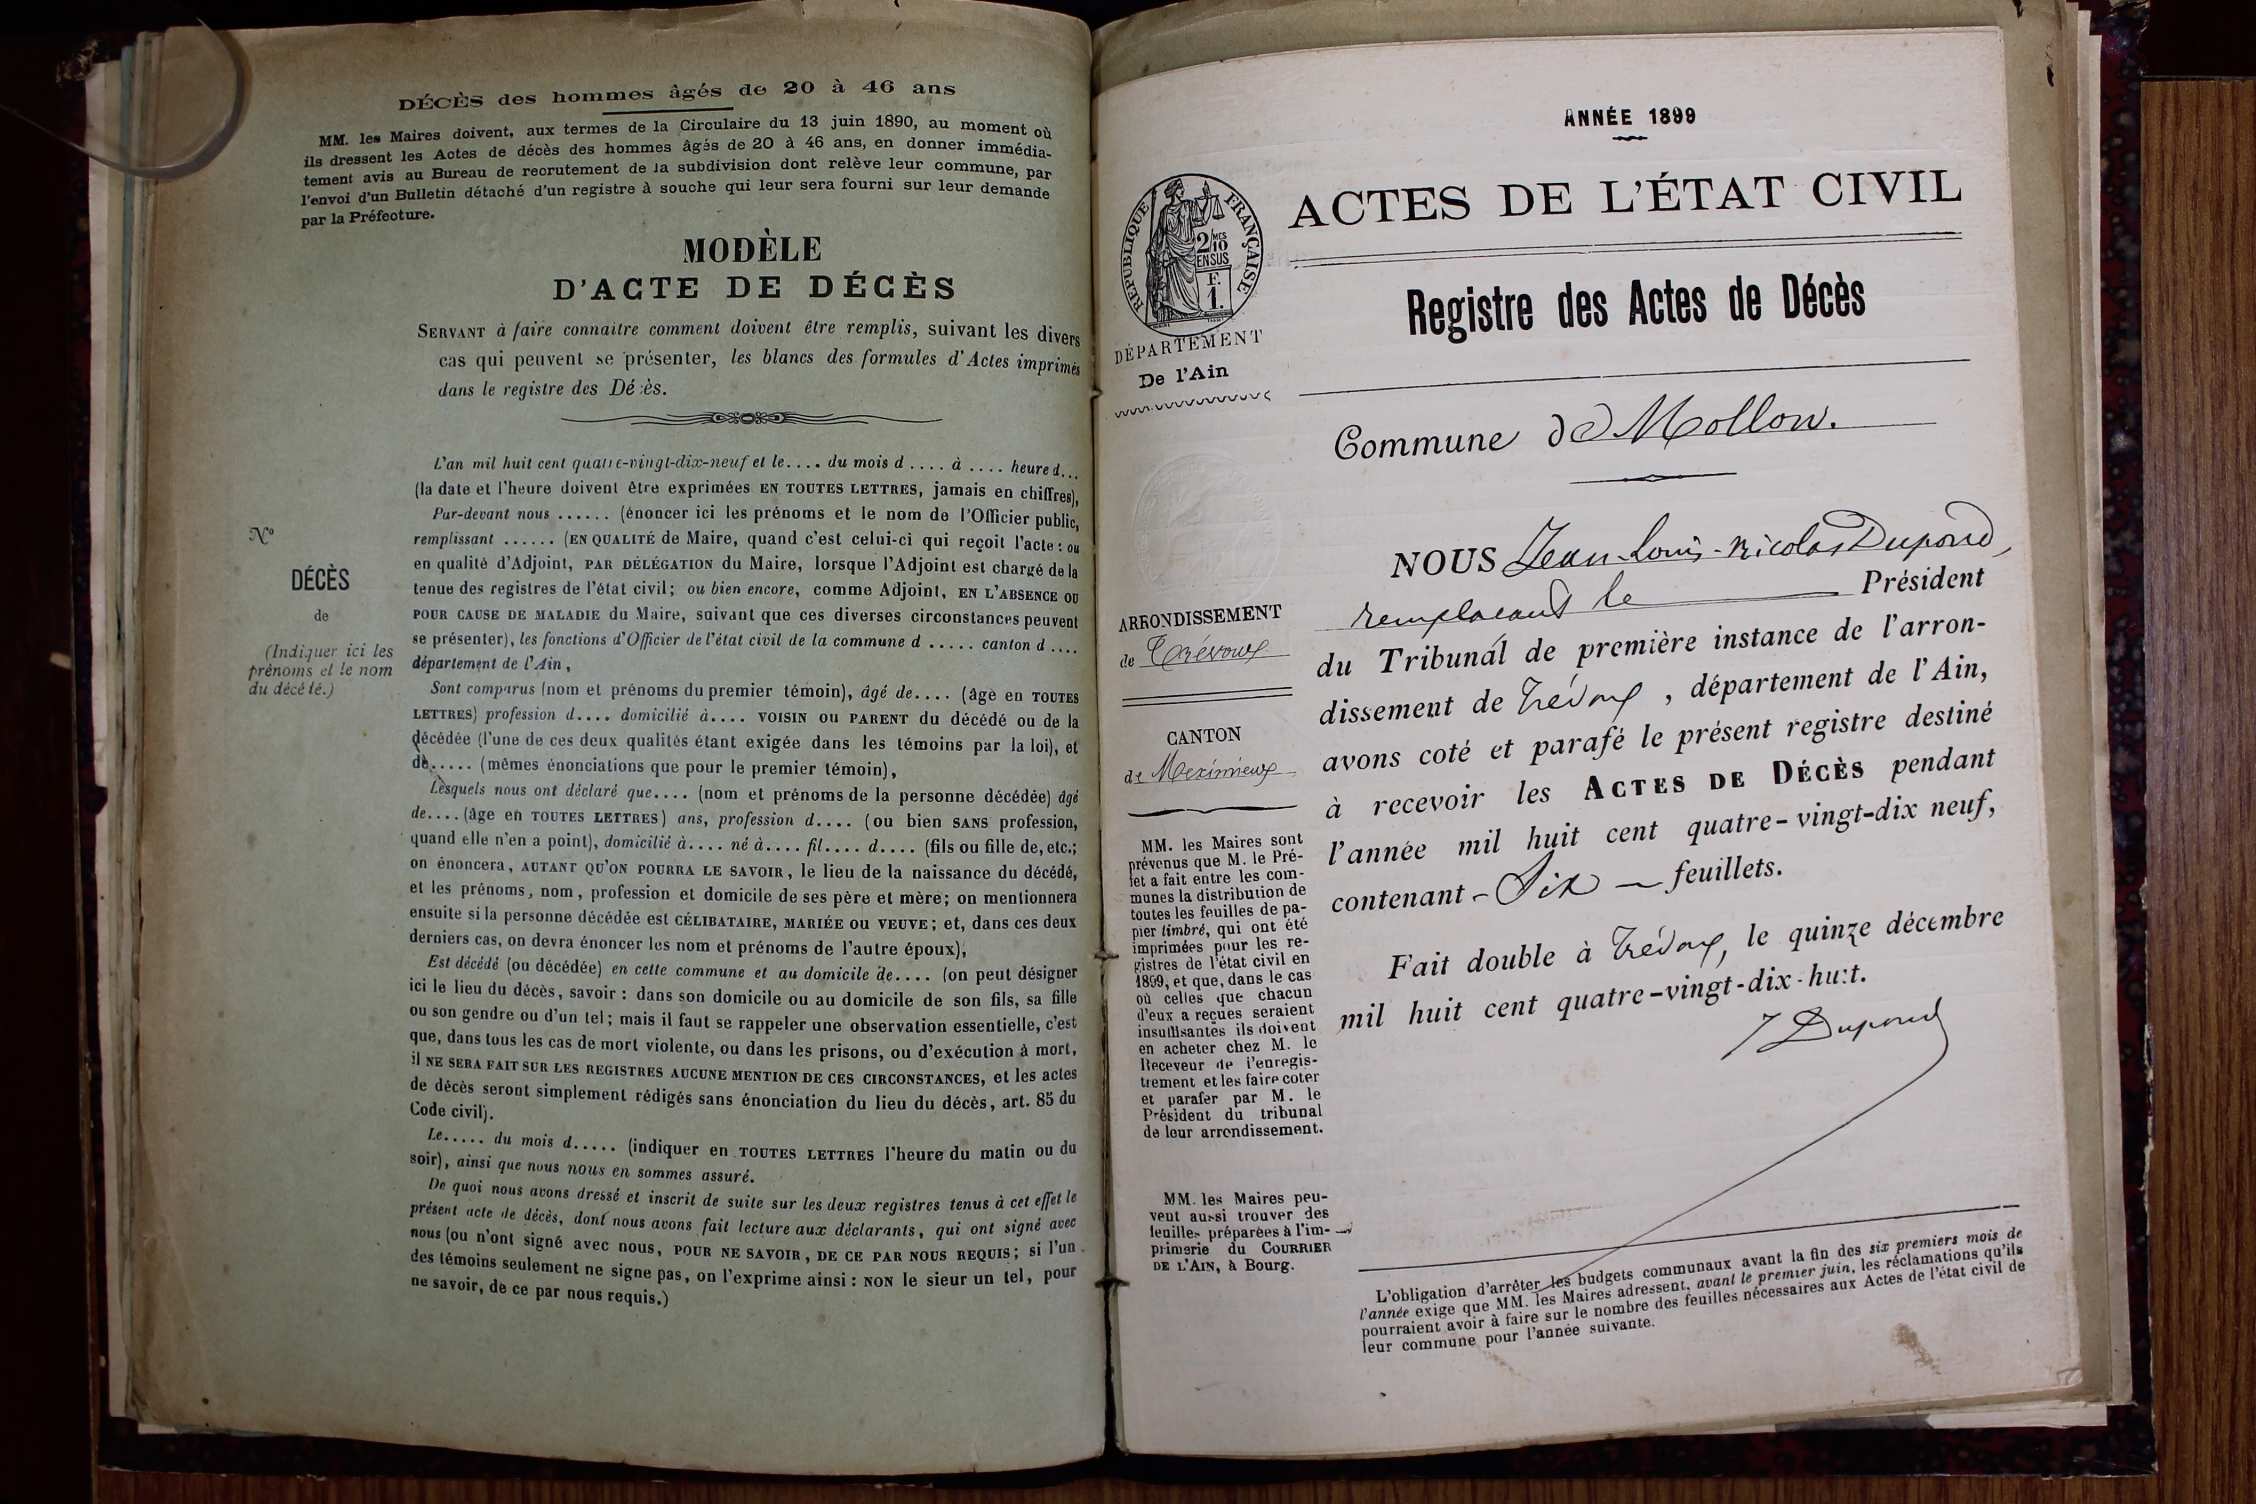 DÉCÈS des hommes âgés de 20 à 46 ans
MM. les Maires doivent, aux termes de la Circulaire du 13 juin 1890, au moment où
ils dressent les Actes de décès des hommes âgés de 20 à 46 ans, en donner immédia-
tement avis au Bureau de recrutement de la subdivision dont relève leur commune, par
l'envoi d'un Bulletin détaché d'un registre à souche qui leur sera fourni sur leur demande
par la Préfecture.
MODÈLE
D'ACTE DE DÉCÈS
SERVANT à faire connaitre comment doivent être remplis, suivant les divers
cas qui peuvent se présenter, les blancs des formules d'Actes imprimés
dans le registre des Décès.
L'an mil huit cent quatre-vingt-dix-neuf et le.... du mois d .... à .... heure d...
(la date et l'heure doivent être exprimées EN TOUTES LETTRES, jamais en chiffres),
Par-devant nous ...... (énoncer ici les prénoms et le nom de l'Officier public,
remplissant ...... (EN QUALITÉ de Maire, quand c'est celui-ci qui reçoit l'acte: ou
en qualité d'Adjoint, PAR DÉLÉGATION du Maire, lorsque l'Adjoint est chargé de la
tenue des registres de l'état civil; ou bien encore, comme Adjoint, EN L'ABSENCE OU
POUR CAUSE DE MALADIE du Maire, suivant que ces diverses circonstances peuvent
se présenter), les fonctions d'Officier de l'état civil de la commune d ..... canton d ....
département de l'Ain,
Sont comparus (nom et prénoms du premier témoin), âgé de.... (âge en TOUTES
LETTRES) profession d.... domicilié à.... VOISIN OU PARENT du décédé ou de la
décédée (l'une de ces deux qualités étant exigée dans les témoins par la loi), et
de..... (mêmes énonciations que pour le premier témoin),
Lesquels nous ont déclaré que.... (nom et prénoms de la personne décédée) âgé
de....(âge en TOUTES LETTRES) ans, profession d.... (ou bien SANS profession,
quand elle n'en a point), domicilié à.... né à.... fil.... d.... (fils ou fille de, etc.;
on énoncera, AUTANT QU'ON POURRA LE SAVOIR, le lieu de la naissance du décédé,
et les prénoms, nom, profession et domicile de ses père et mère; on mentionnera
ensuite si la personne décédée est CÉLIBATAIRE, MARIÉE OU VEUVE; et, dans ces deux
derniers cas, on devra énoncer les nom et prénoms de l'autre époux),
Est décédé (ou décédée) en cette commune et au domicile de.... (on peut désigner
ici le lieu du décès, savoir: dans son domicile ou au domicile de son fils, sa fille
ou son gendre ou d'un tel; mais il faut se rappeler une observation essentielle, c'est
que, dans tous les cas de mort violente, ou dans les prisons, ou d'exécution à mort,
il NE SERA FAIT SUR LES REGISTRES AUCUNE MENTION DE CES CIRCONSTANCES, et les actes
de décès seront simplement rédigés sans énonciation du lieu du décès, art. 85 du
Code civil).
Le..... du mois d..... (indiquer en TOUTES LETTRES l'heure du matin ou du
soir), ainsi que nous nous en sommes assuré.
De quoi nous avons dressé et inscrit de suite sur les deux registres tenus à cet effet le
présent acte de décès, dont nous avons fait lecture aux déclarants, qui ont signé avec
nous (ou n'ont signé avec nous, POUR NE SAVOIR, DE CE PAR NOUS REQUIS; si l'un
des témoins seulement ne signe pas, on l'exprime ainsi: NON le sieur un tel, pour
ne savoir, de ce par nous requis.)
N°
DÉCÈS
de
(Indiquer ici les
prénoms et le nom
du décédé.)
ANNÉE 1899
ACTES DE L'ÉTAT CIVIL
Registre des Actes de Décès
Commune de Mollon.
NOUS Jean Louis-Nicolas Dupond,
remplacant le Président
du Tribunal de première instance de l'arron-
dissement de Trévoux, département de l'Ain,
avons coté et parafé le présent registre destiné
à recevoir les ACTES DE DÉCÈS pendant
l'année mil huit cent quatre-vingt-dix neuf,
contenant - Six - feuillets.
Fait double à Trévoux, le quinze décembre
mil huit cent quatre-vingt-dix-huit.
J Dupond
RÉPUBLIQUE FRANÇAISE
2/10MES
EN SUS
F.
1.
DÉPARTEMENT
De l'Ain
ARRONDISSEMENT
de Trévoux
CANTON
de Meximieux
MM. les Maires sont
prévenus que M. le Pré-
fet a fait entre les com-
munes la distribution de
toutes les feuilles de pa-
pier timbré, qui ont été
imprimées pour les re-
gistres de l'état civil en
1899, et que, dans le cas
où celles que chacun
d'eux a reçues seraient
insuffisantes ils doivent
en acheter chez M. le
Receveur de l'enregis-
trement et les faire coter
et parafer par M. le
Président du tribunal
de leur arrondissement.
MM. les Maires peu-
vent aussi trouver des
feuilles préparées à l'im-
primerie du COURRIER
DE L'AIN, à Bourg.
L'obligation d'arrêter les budgets communaux avant la fin des six premiers mois de
l'année exige que MM. les Maires adressent, avant le premier juin, les réclamations qu'ils
pourraient avoir à faire sur le nombre des feuilles nécessaires aux Actes de l'état civil de
leur commune pour l'année suivante.